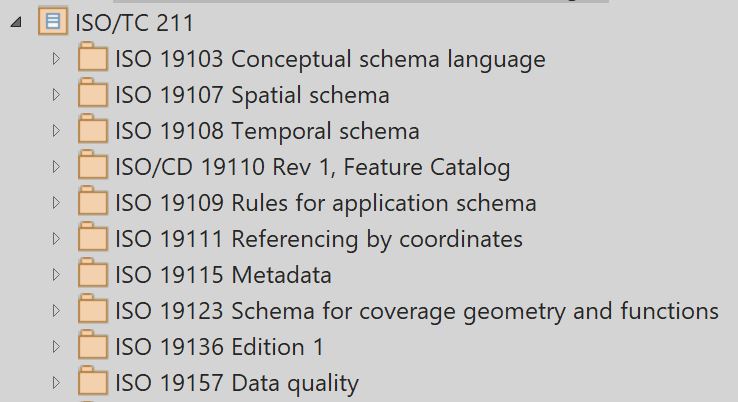 ISO/TC 211
ISO 19103 Conceptual schema language
ISO 19107 Spatial schema
ISO 19108 Temporal schema
ISO/CD 19110 Rev 1, Feature Catalog
ISO 19109 Rules for application schema
ISO 19111 Referencing by coordinates
ISO 19115 Metadata
ISO 19123 Schema for coverage geometry and functions
ISO 19136 Edition 1
ISO 19157 Data quality